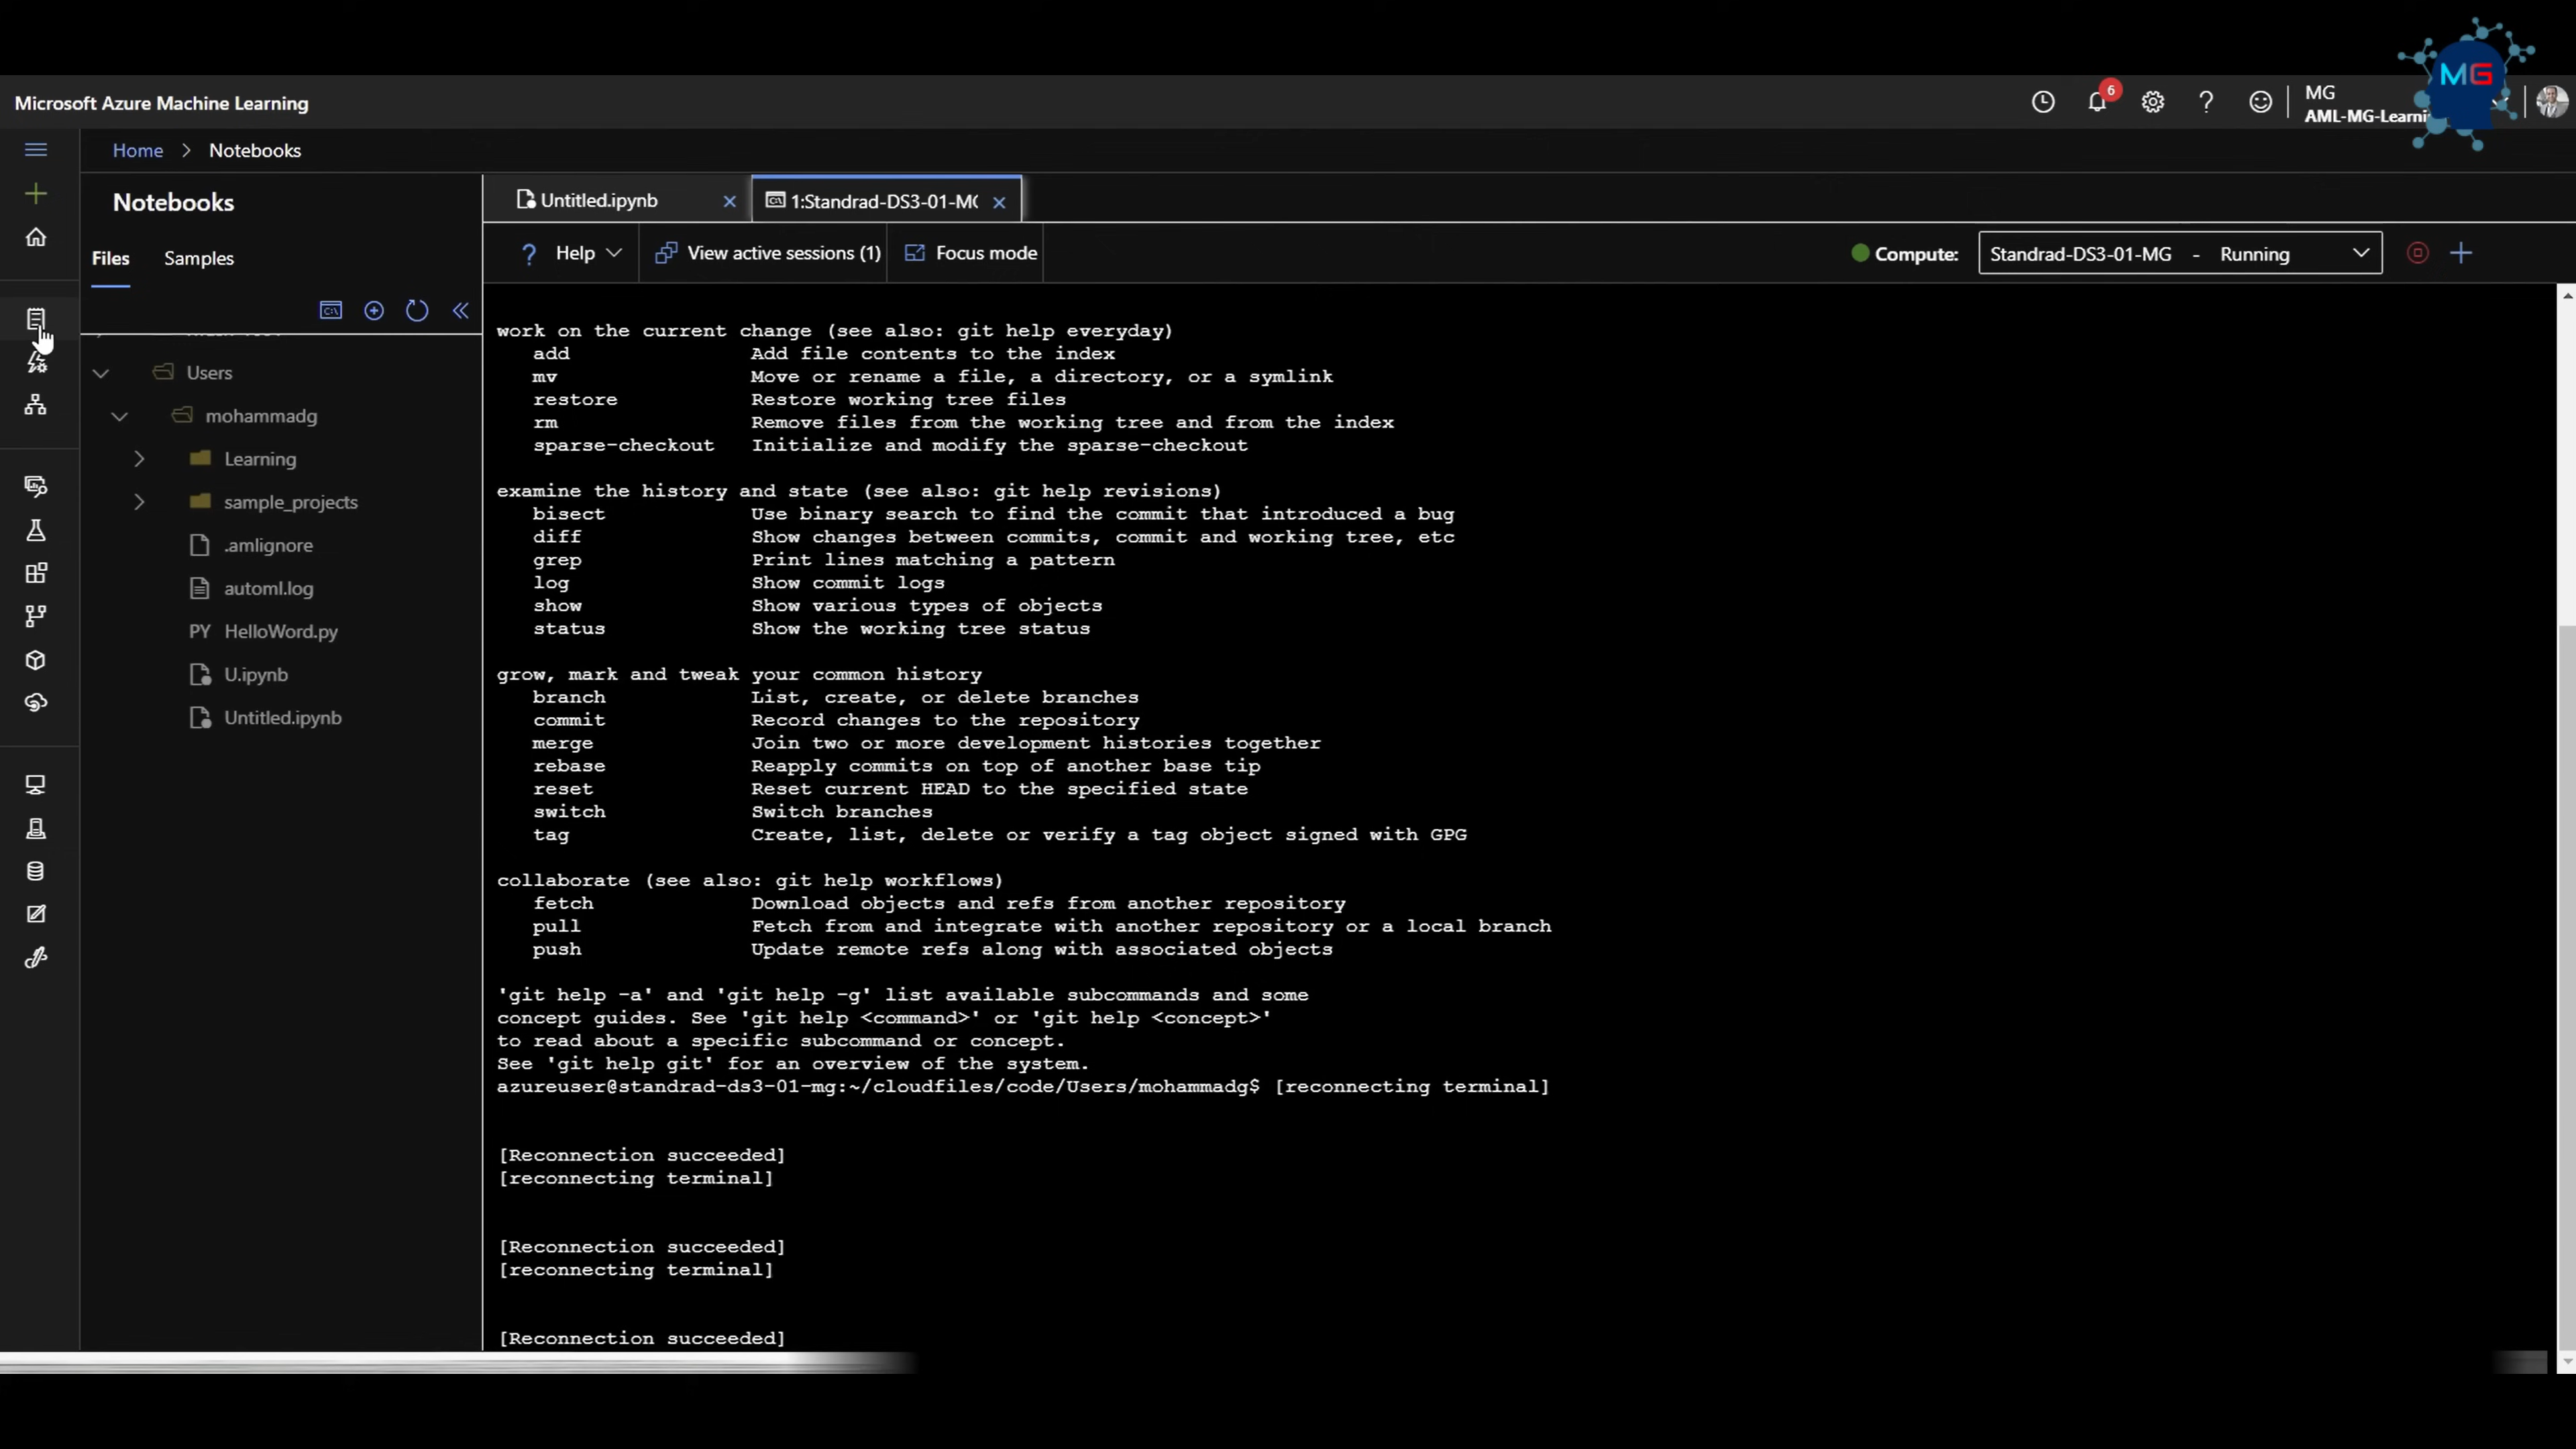 MG
Microsoft Azure Machine Learning
6
MG
AML-MG-Learni
Home > Notebooks
Notebooks
Untitled.ipynb
1:Standrad-DS3-01-MG
Files Samples
? Help
View active sessions (1)
Focus mode
Compute:
Standrad-DS3-01-MG - Running
Users
mohammadg
Learning
sample_projects
.amlignore
automl.log
PY HelloWord.py
U.ipynb
Untitled.ipynb
work on the current change (see also: git help everyday)
add Add file contents to the index
mv Move or rename a file, a directory, or a symlink
restore Restore working tree files
rm Remove files from the working tree and from the index
sparse-checkout Initialize and modify the sparse-checkout
examine the history and state (see also: git help revisions)
bisect Use binary search to find the commit that introduced a bug
diff Show changes between commits, commit and working tree, etc
grep Print lines matching a pattern
log Show commit logs
show Show various types of objects
status Show the working tree status
grow, mark and tweak your common history
branch List, create, or delete branches
commit Record changes to the repository
merge Join two or more development histories together
rebase Reapply commits on top of another base tip
reset Reset current HEAD to the specified state
switch Switch branches
tag Create, list, delete or verify a tag object signed with GPG
collaborate (see also: git help workflows)
fetch Download objects and refs from another repository
pull Fetch from and integrate with another repository or a local branch
push Update remote refs along with associated objects
'git help -a' and 'git help -g' list available subcommands and some
concept guides. See 'git help <command>' or 'git help <concept>'
to read about a specific subcommand or concept.
See 'git help git' for an overview of the system.
azureuser@standrad-ds3-01-mg:~/cloudfiles/code/Users/mohammadg$ [reconnecting terminal]
[Reconnection succeeded]
[reconnecting terminal]
[Reconnection succeeded]
[reconnecting terminal]
[Reconnection succeeded]